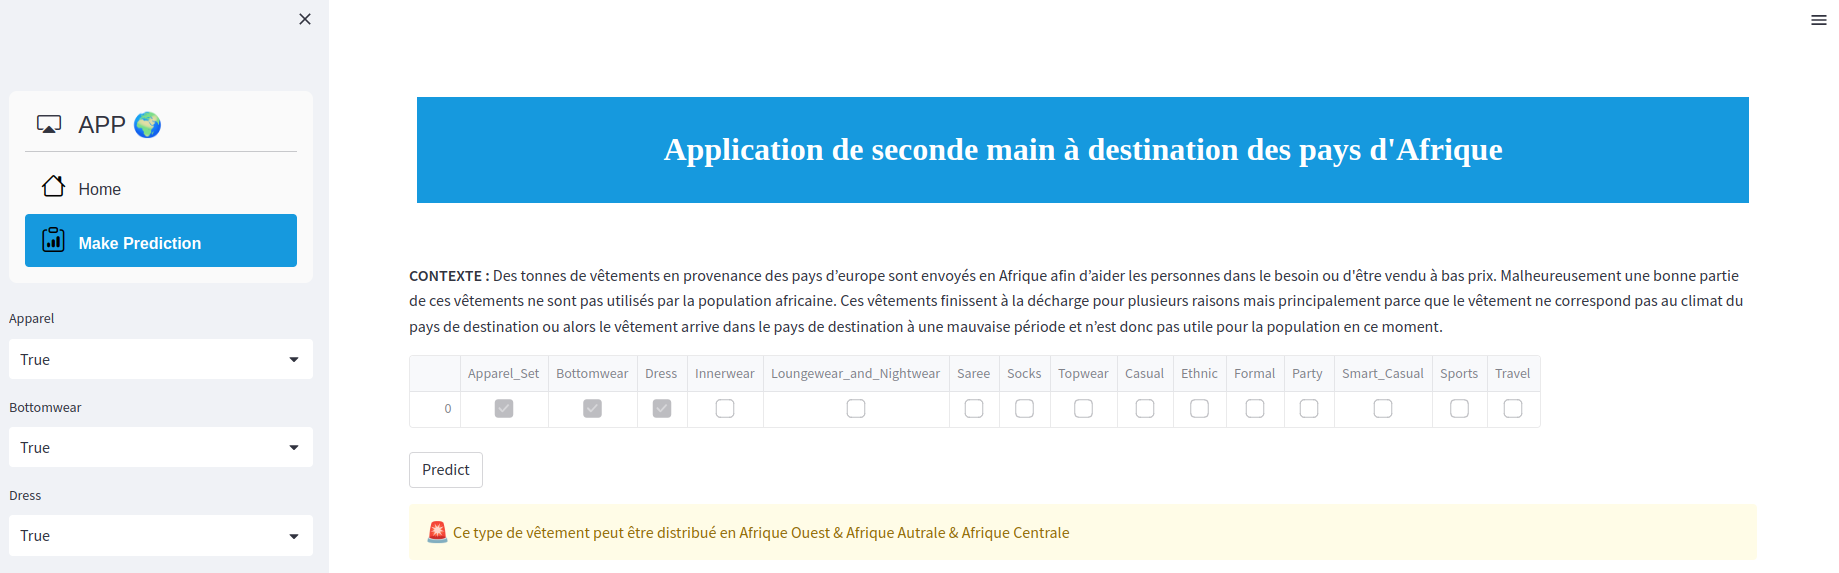 APP
Home
Make Prediction
Apparel
True
Bottomwear
True
Dress
True
Application de seconde main à destination des pays d'Afrique
CONTEXTE : Des tonnes de vêtements en provenance des pays d’europe sont envoyés en Afrique afin d’aider les personnes dans le besoin ou d'être vendu à bas prix. Malheureusement une bonne partie
de ces vêtements ne sont pas utilisés par la population africaine. Ces vêtements finissent à la décharge pour plusieurs raisons mais principalement parce que le vêtement ne correspond pas au climat du
pays de destination ou alors le vêtement arrive dans le pays de destination à une mauvaise période et n’est donc pas utile pour la population en ce moment.
Apparel_Set Bottomwear Dress Innerwear Loungewear_and_Nightwear Saree Socks Topwear Casual Ethnic Formal Party Smart_Casual Sports Travel
0
Predict
Ce type de vêtement peut être distribué en Afrique Ouest & Afrique Autrale & Afrique Centrale